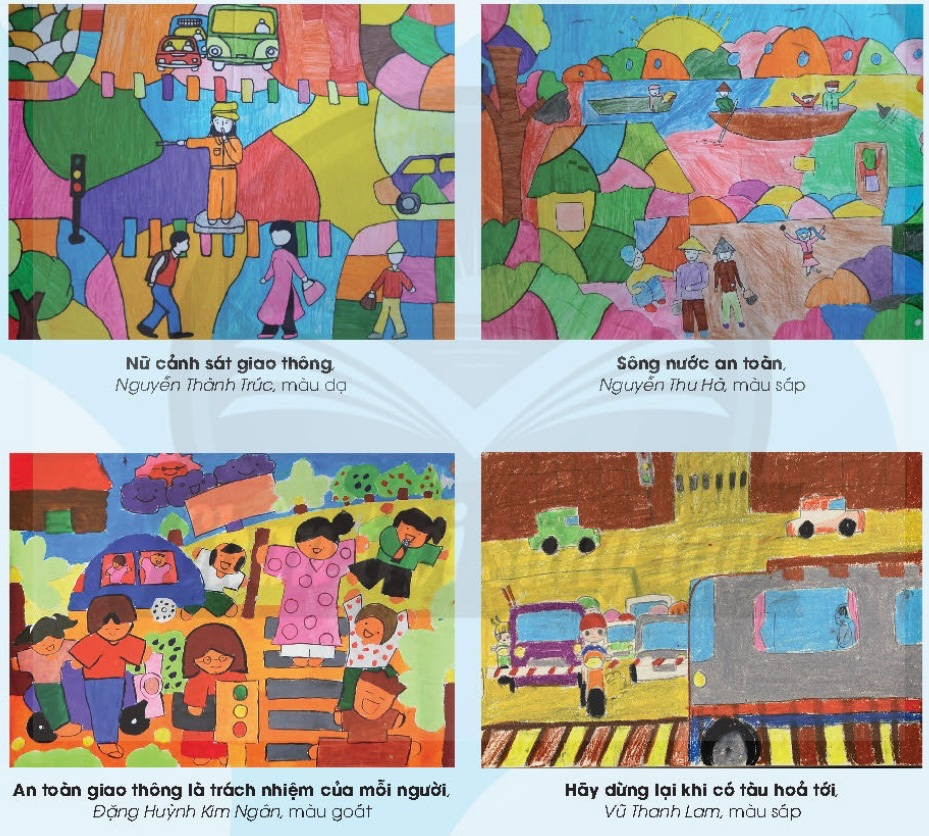 Nữ cảnh sát giao thông,
Nguyễn Thành Trúc, màu dạ
Sông nước an toàn,
Nguyễn Thu Hà, màu sáp
An toàn giao thông là trách nhiệm của mỗi người,
Đặng Huỳnh Kim Ngân, màu goát
Hãy dừng lại khi có tàu hoả tới,
Vũ Thanh Lam, màu sáp